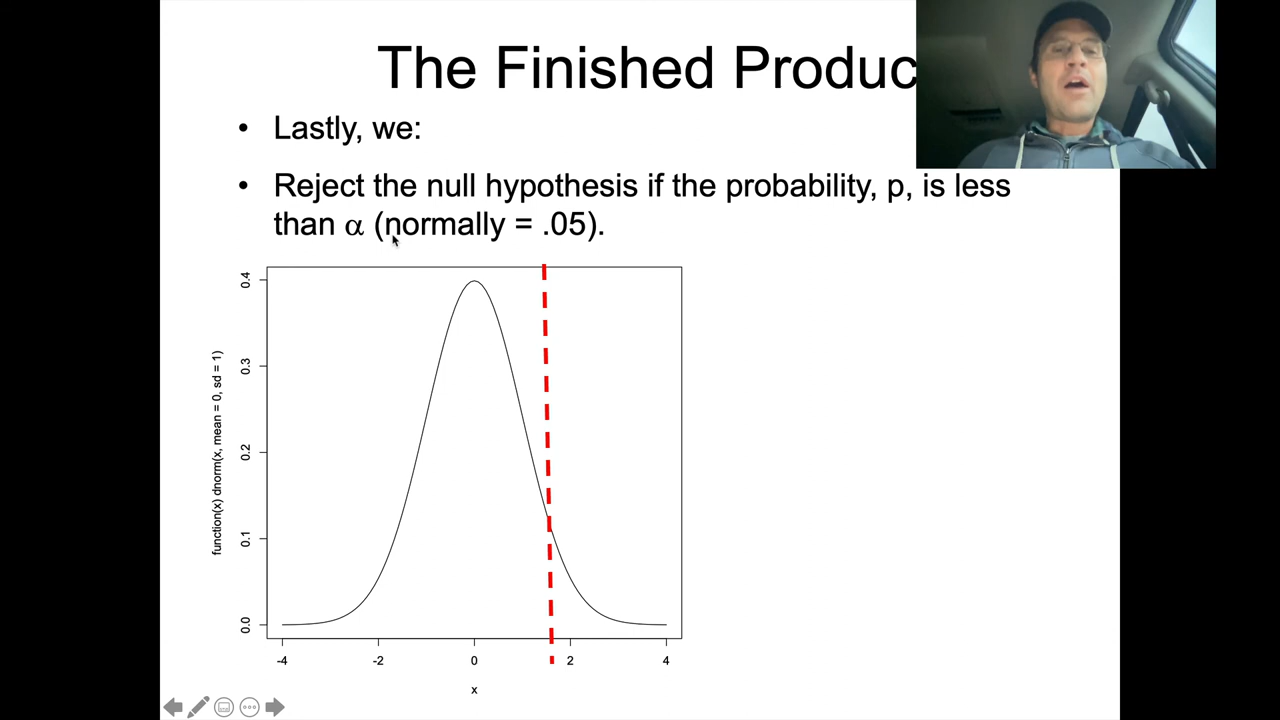 The Finished Produc
• Lastly, we:
• Reject the null hypothesis if the probability, p, is less
than α (normally = .05).
function(x) dnorm(x, mean = 0, sd = 1)
0.4
0.3
0.2
0.1
0.0
-4 -2 0 2 4
x